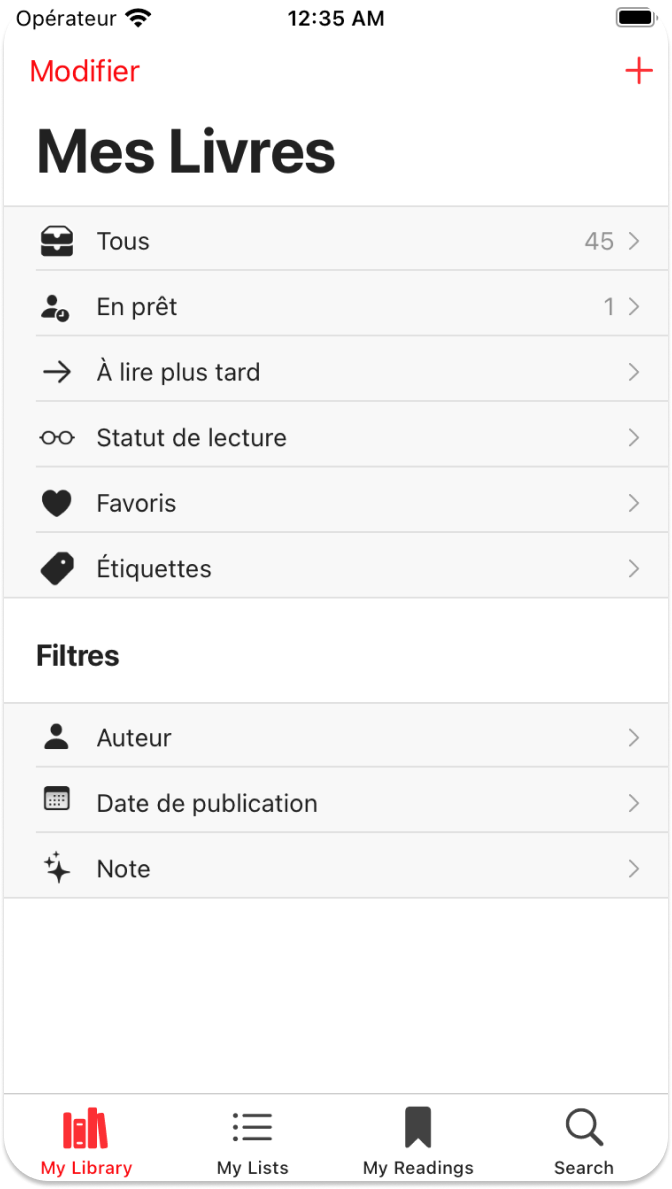 Opérateur 12:35 AM
Modifier
Mes Livres
Tous 45
En prêt 1
À lire plus tard
Statut de lecture
Favoris
Étiquettes
Filtres
Auteur
Date de publication
Note
My Library My Lists My Readings Search